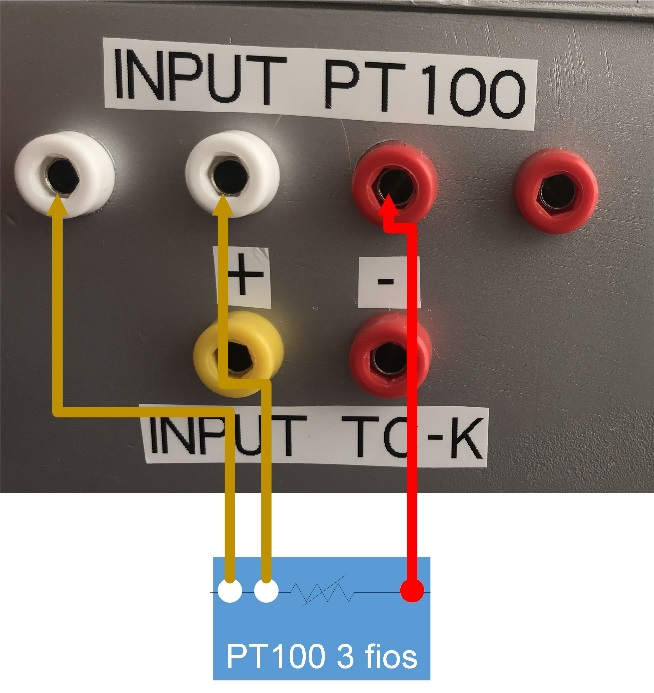 INPUT PT100
+ -
INPUT TC-K
PT100 3 fios